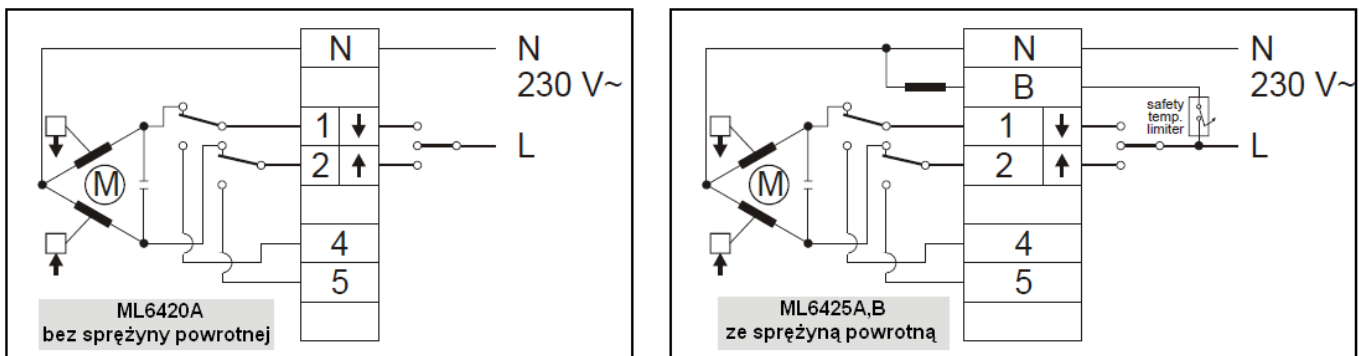 N
N
230 V~
1
2
L
M
4
5
ML6420A
bez sprężyny powrotnej
N
N
230 V~
B
safety
temp.
limiter
1
2
L
M
4
5
ML6425A,B
ze sprężyną powrotną